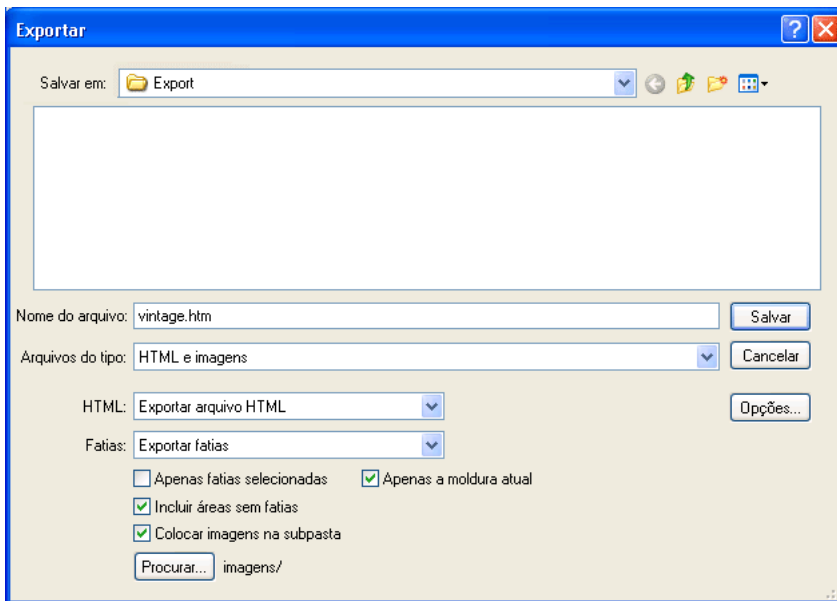 Exportar
Salvar em: Export
Nome do arquivo: vintage.htm Salvar
Arquivos do tipo: HTML e imagens Cancelar
HTML: Exportar arquivo HTML Opções...
Fatias: Exportar fatias
Apenas fatias selecionadas Apenas a moldura atual
Incluir áreas sem fatias
Colocar imagens na subpasta
Procurar... imagens/